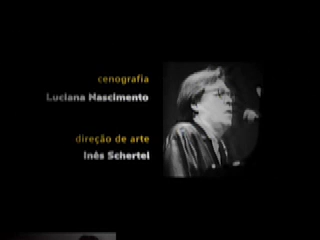 cenografia
Luciana Nascimento
direção de arte
Inês Schertel